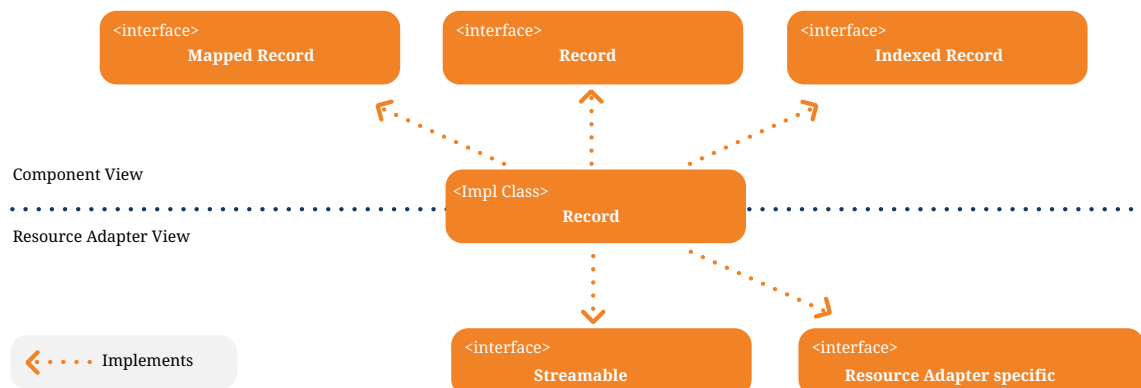 <interface>
Mapped Record
<interface>
Record
<interface>
Indexed Record
Component View
<Impl Class>
Record
Resource Adapter View
<interface>
Streamable
<interface>
Resource Adapter specific
Implements